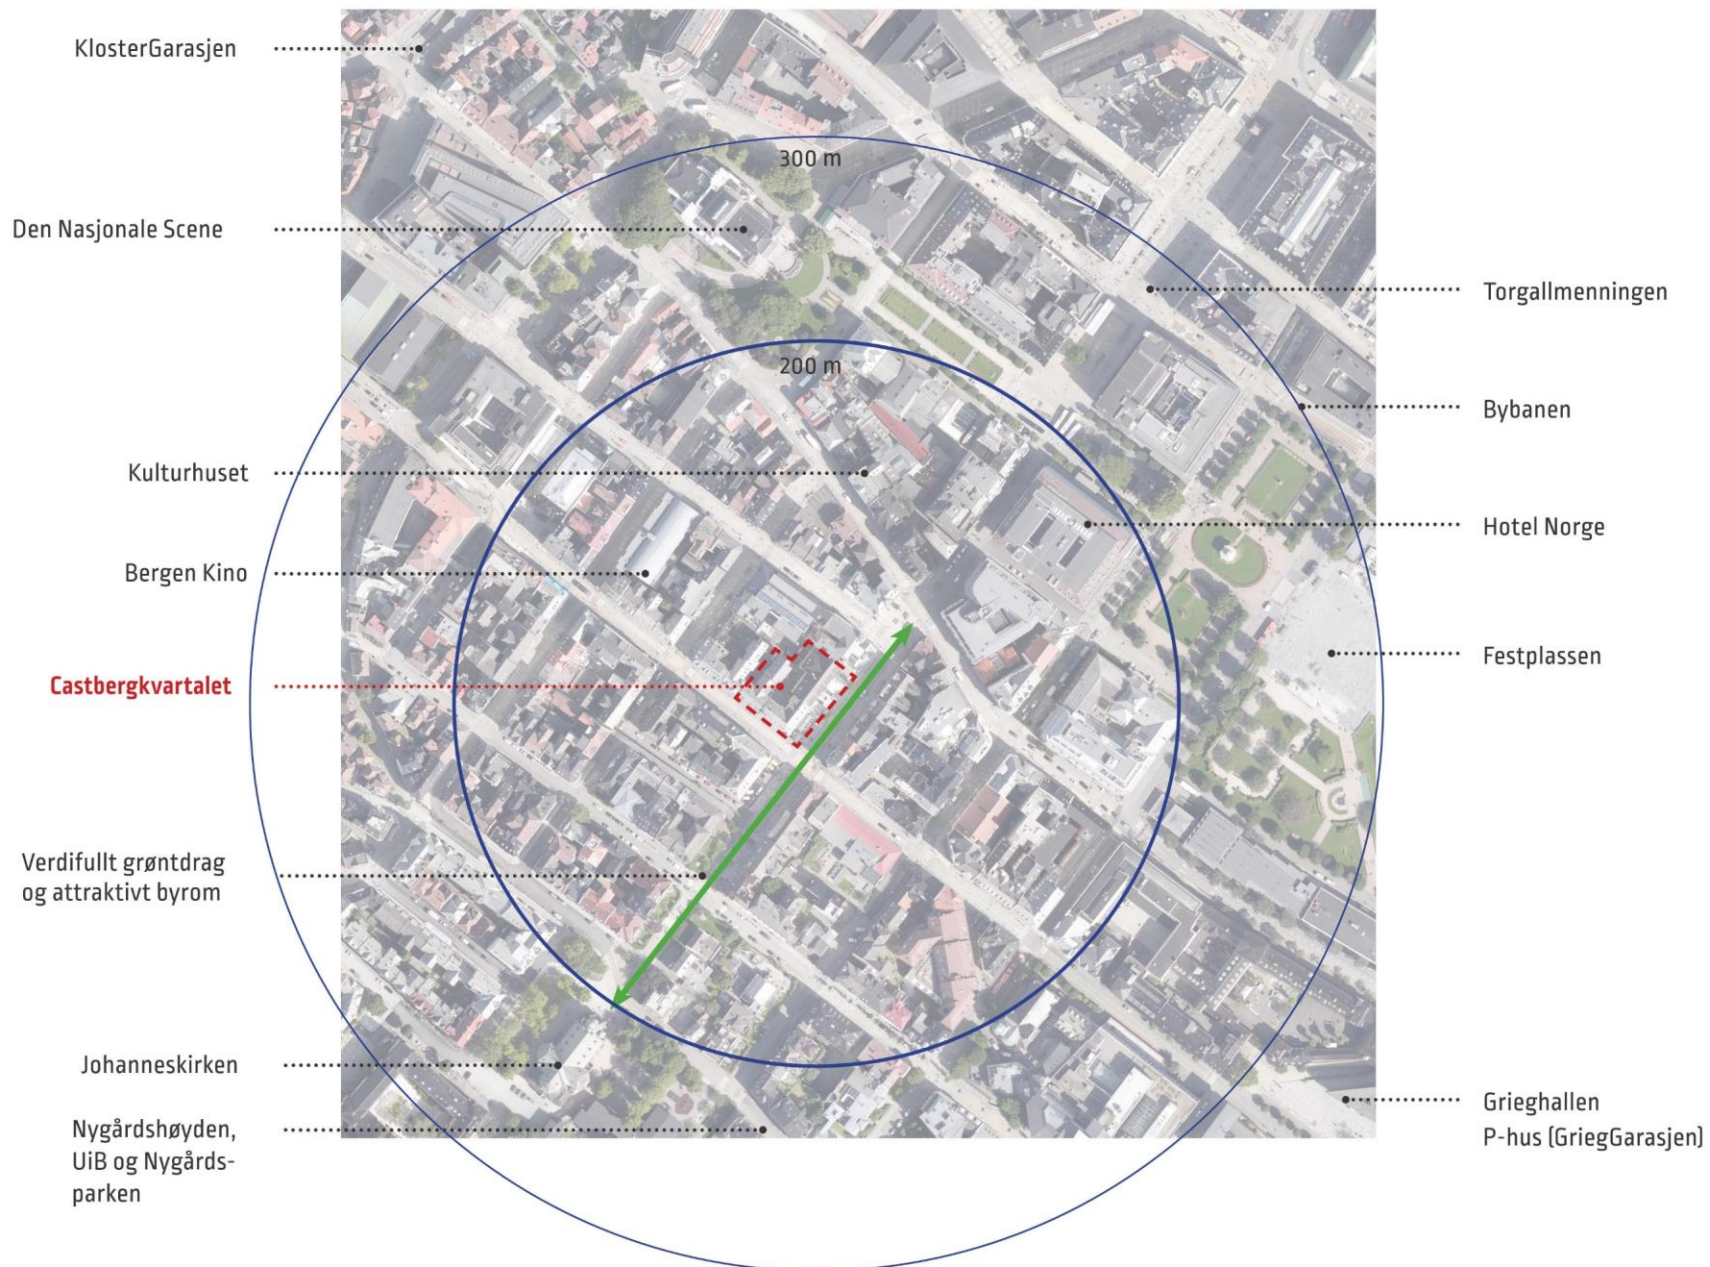 KlosterGarasjen
300 m
Den Nasjonale Scene
Torgallmenningen
200 m
Bybanen
Kulturhuset
Hotel Norge
Bergen Kino
Festplassen
Castbergkvartalet
Verdifullt grøntdrag
og attraktivt byrom
Johanneskirken
Grieghallen
P-hus (GriegGarasjen)
Nygårdshøyden,
UiB og Nygårds-
parken